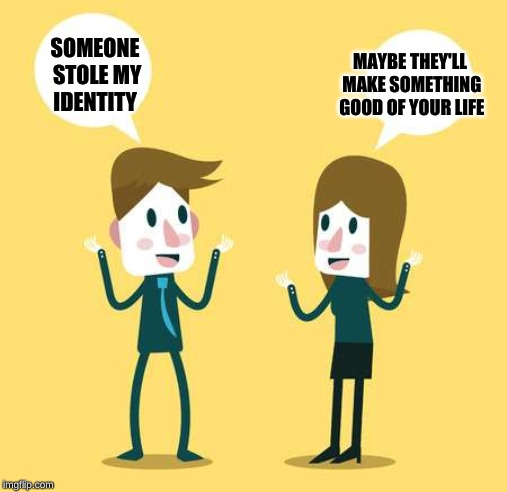 SOMEONE
STOLE MY
IDENTITY
MAYBE THEY'LL
MAKE SOMETHING
GOOD OF YOUR LIFE
imgflip.com